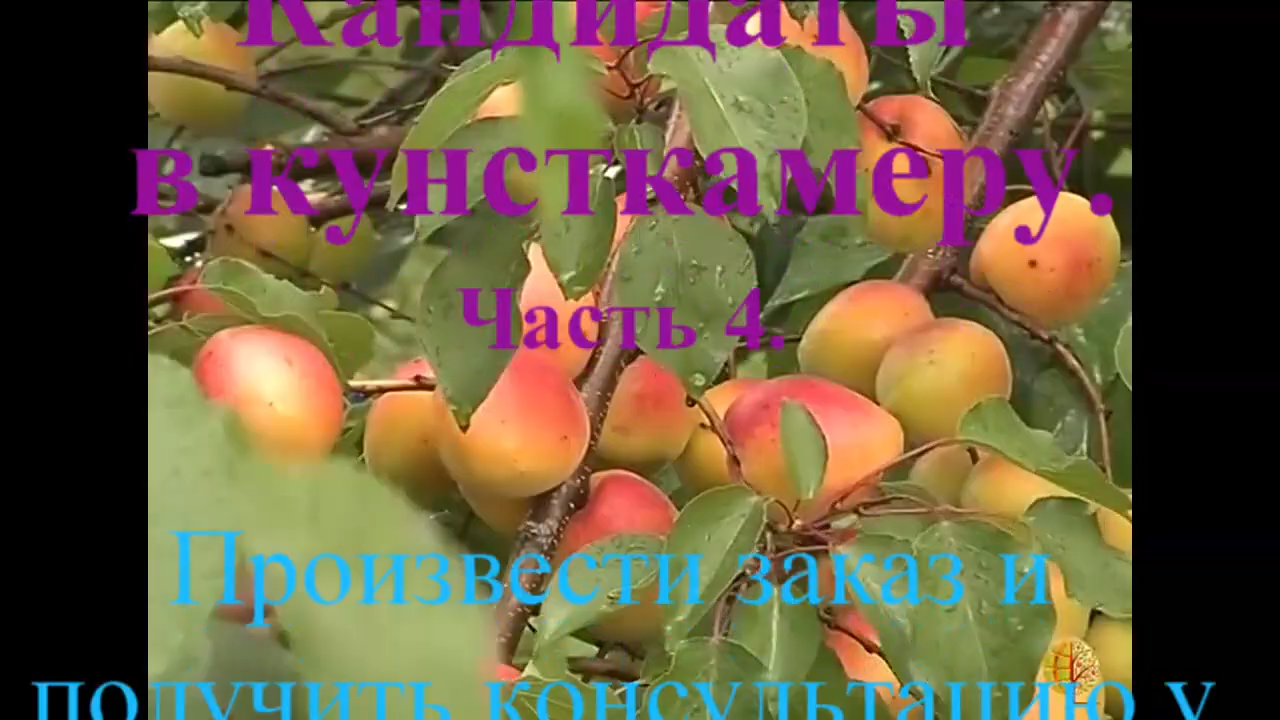 Кандидаты
в кунсткамеру.
Часть 4.
Произвести заказ и
получить консультацию у